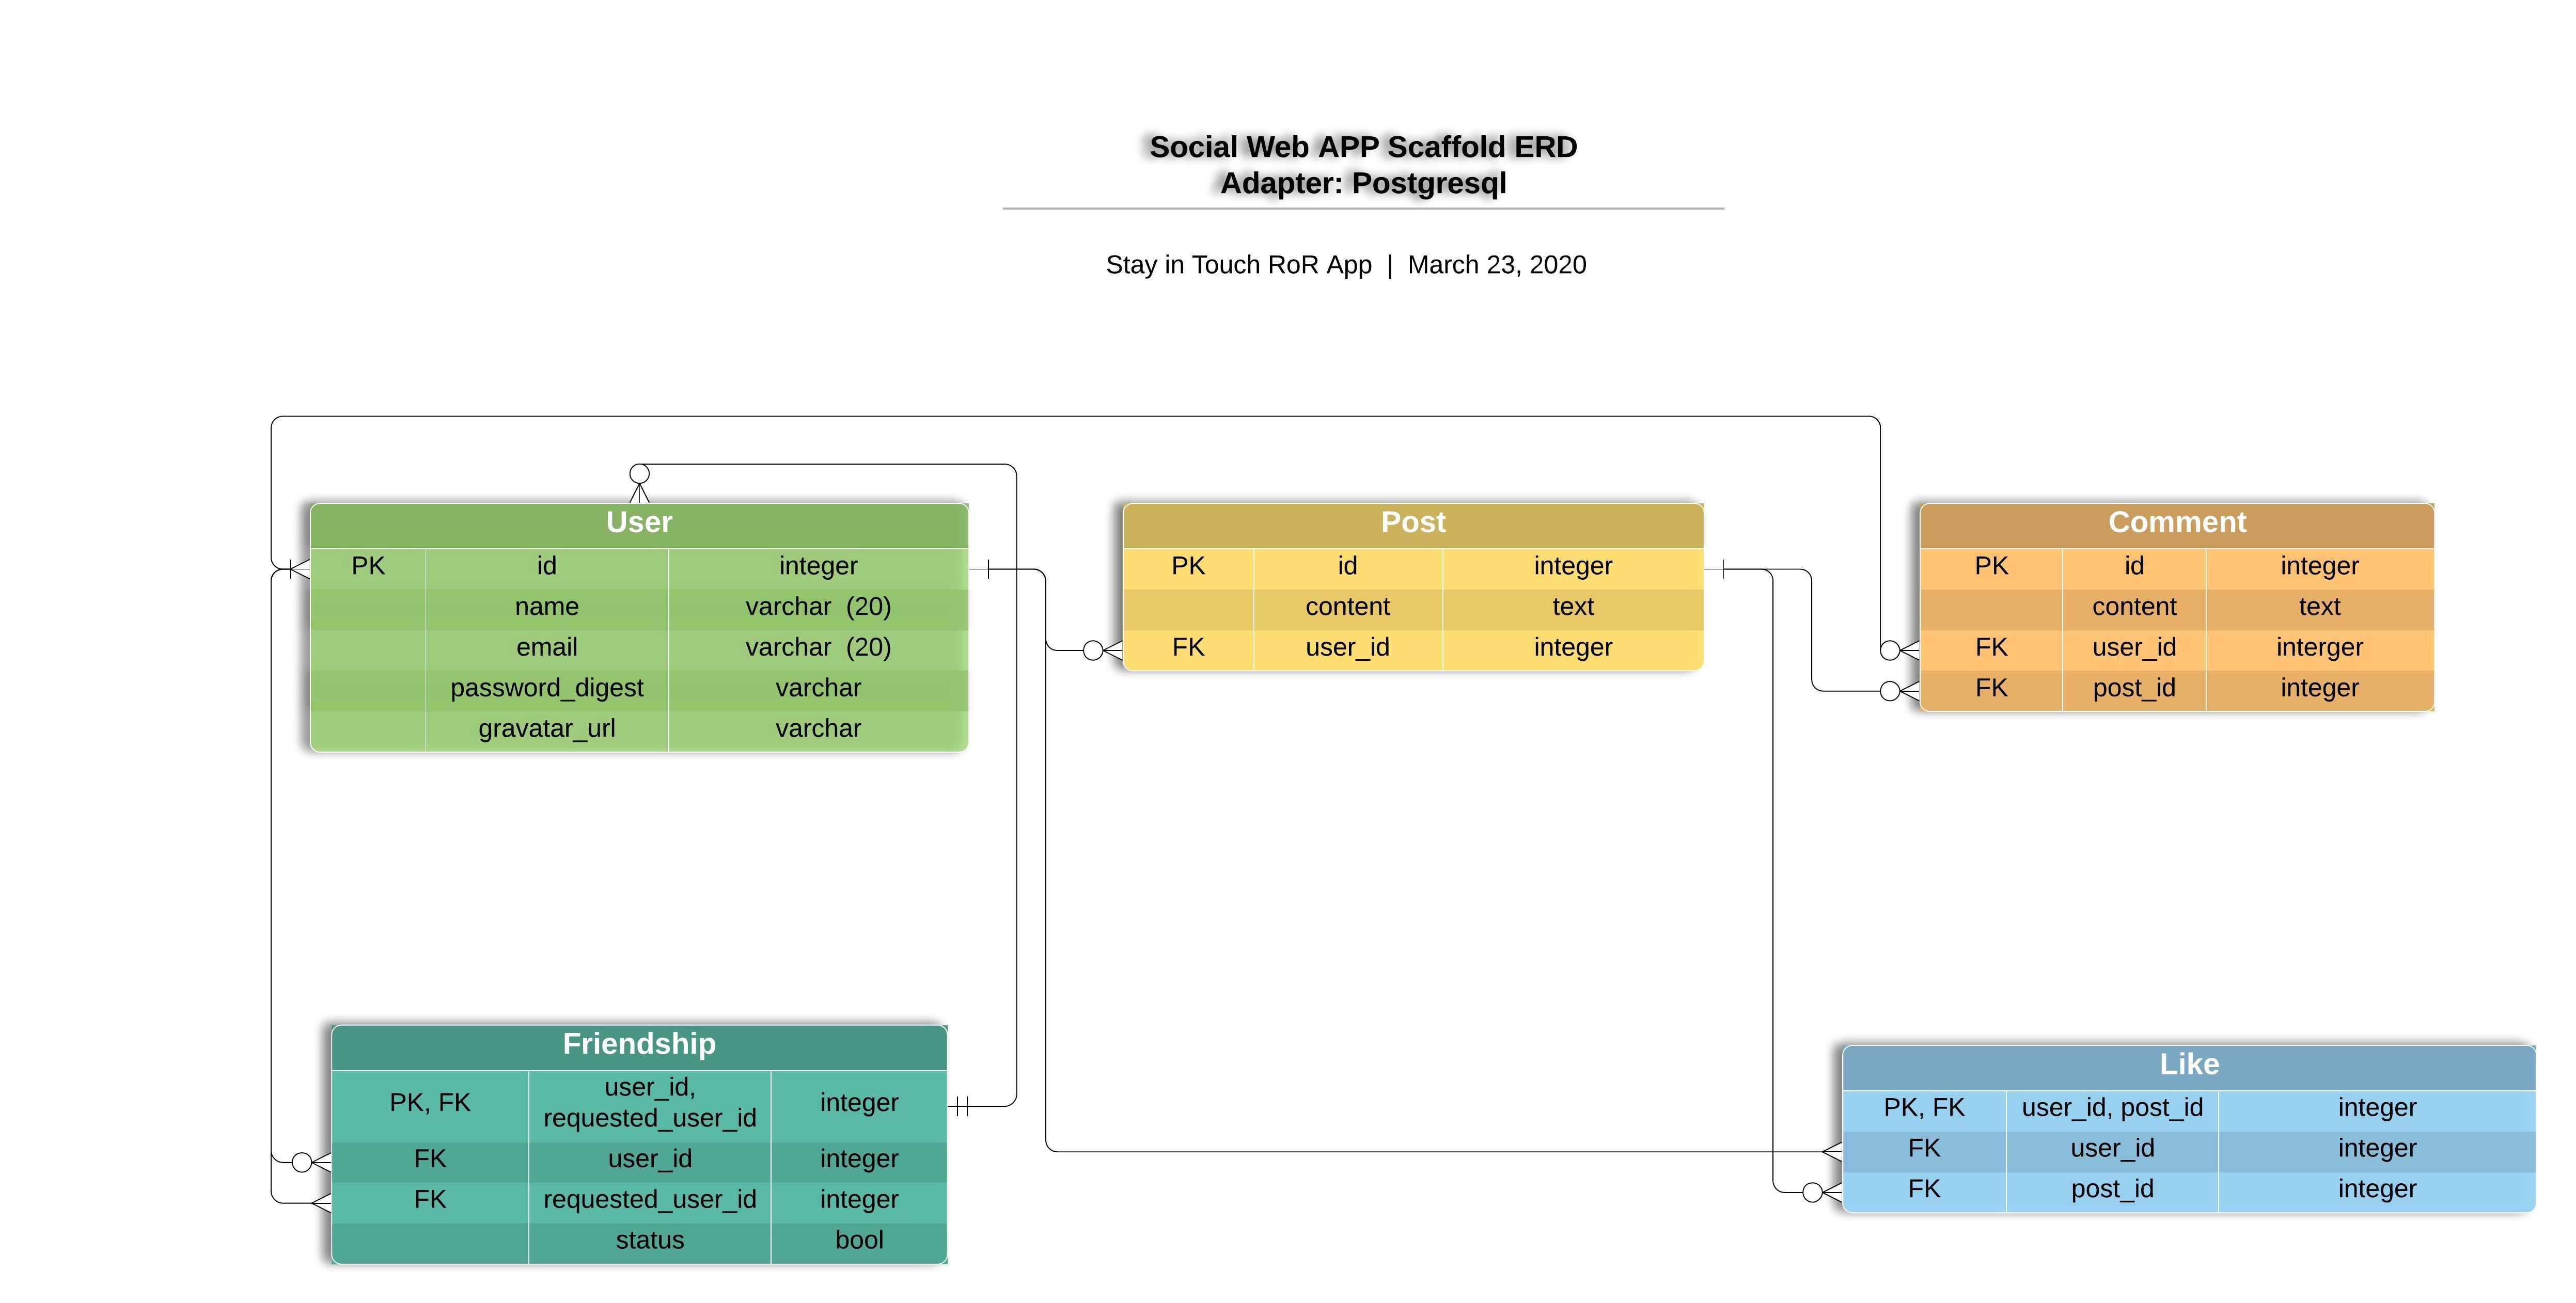 Social Web APP Scaffold ERD
Adapter: Postgresql
Stay in Touch RoR App | March 23, 2020
User
PK id integer
name varchar (20)
email varchar (20)
password_digest varchar
gravatar_url varchar
Post
PK id integer
content text
FK user_id integer
Comment
PK id integer
content text
FK user_id interger
FK post_id integer
Friendship
PK, FK user_id, integer
requested_user_id
FK user_id integer
FK requested_user_id integer
status bool
Like
PK, FK user_id, post_id integer
FK user_id integer
FK post_id integer